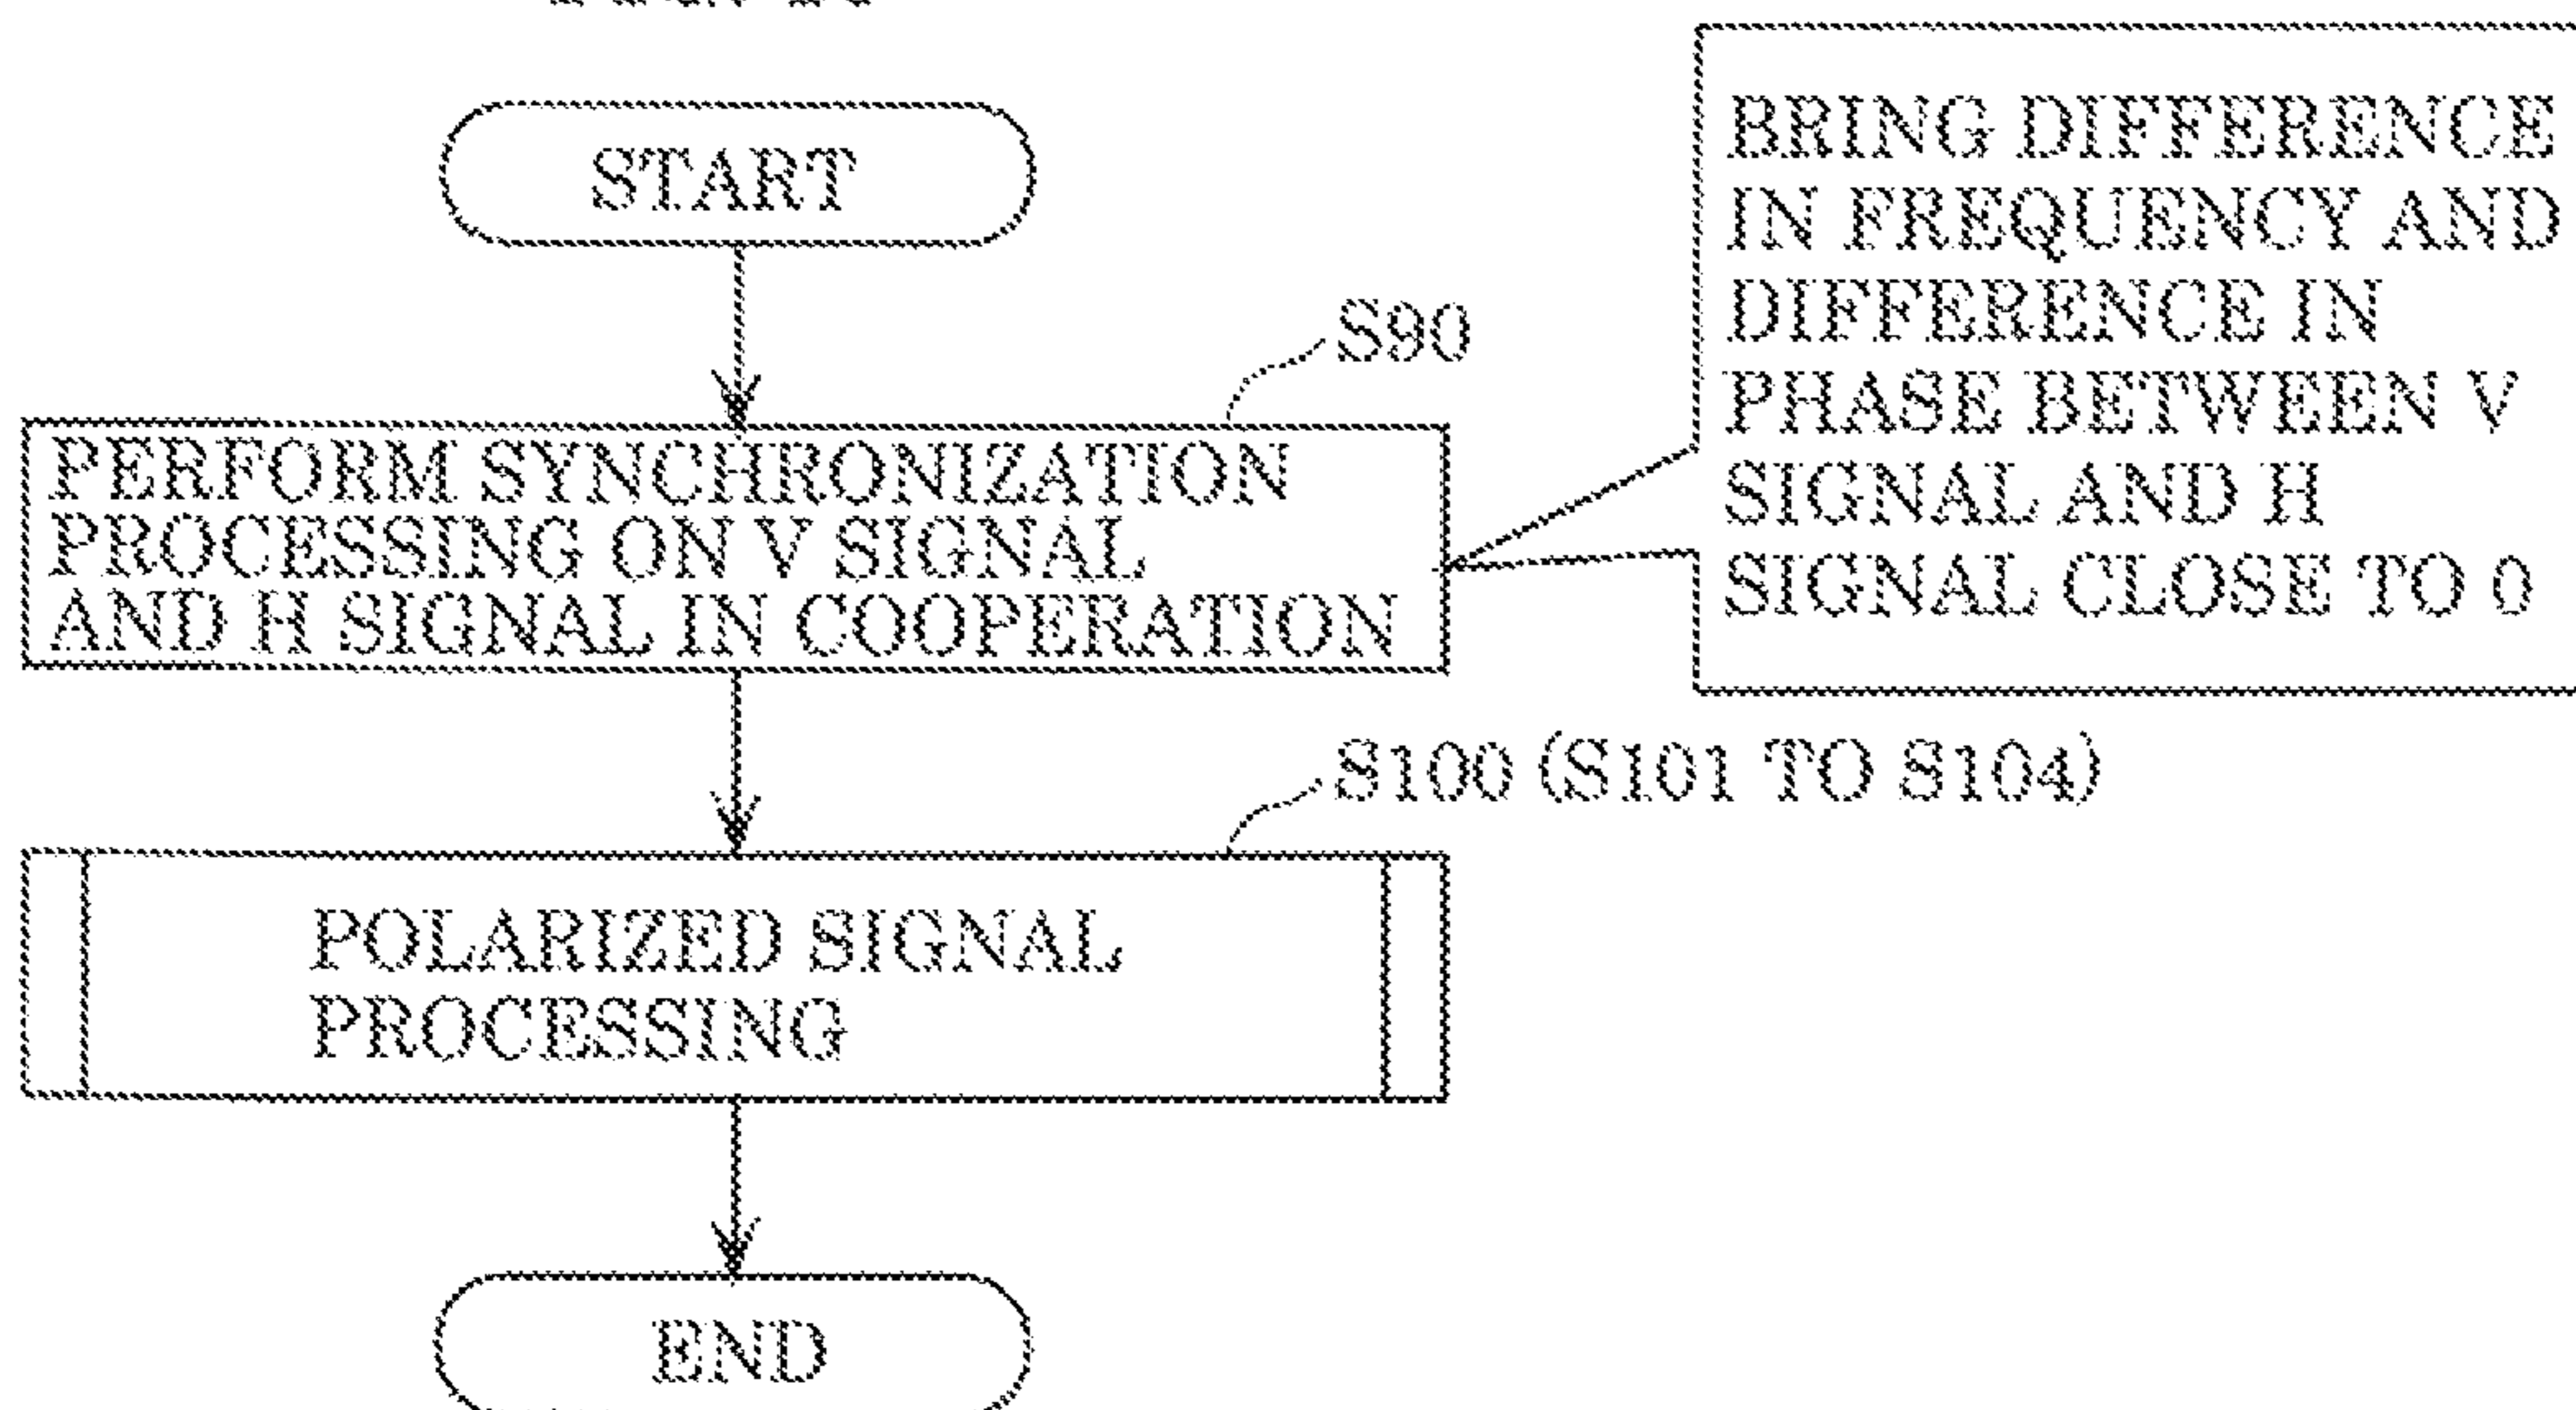 START
S90
PERFORM SYNCHRONIZATION
PROCESSING ON V SIGNAL
AND H SIGNAL IN COOPERATION
BRING DIFFERENCE
IN FREQUENCY AND
DIFFERENCE IN
PHASE BETWEEN V
SIGNAL AND H
SIGNAL CLOSE TO 0
S100 (S101 TO S104)
POLARIZED SIGNAL
PROCESSING
END